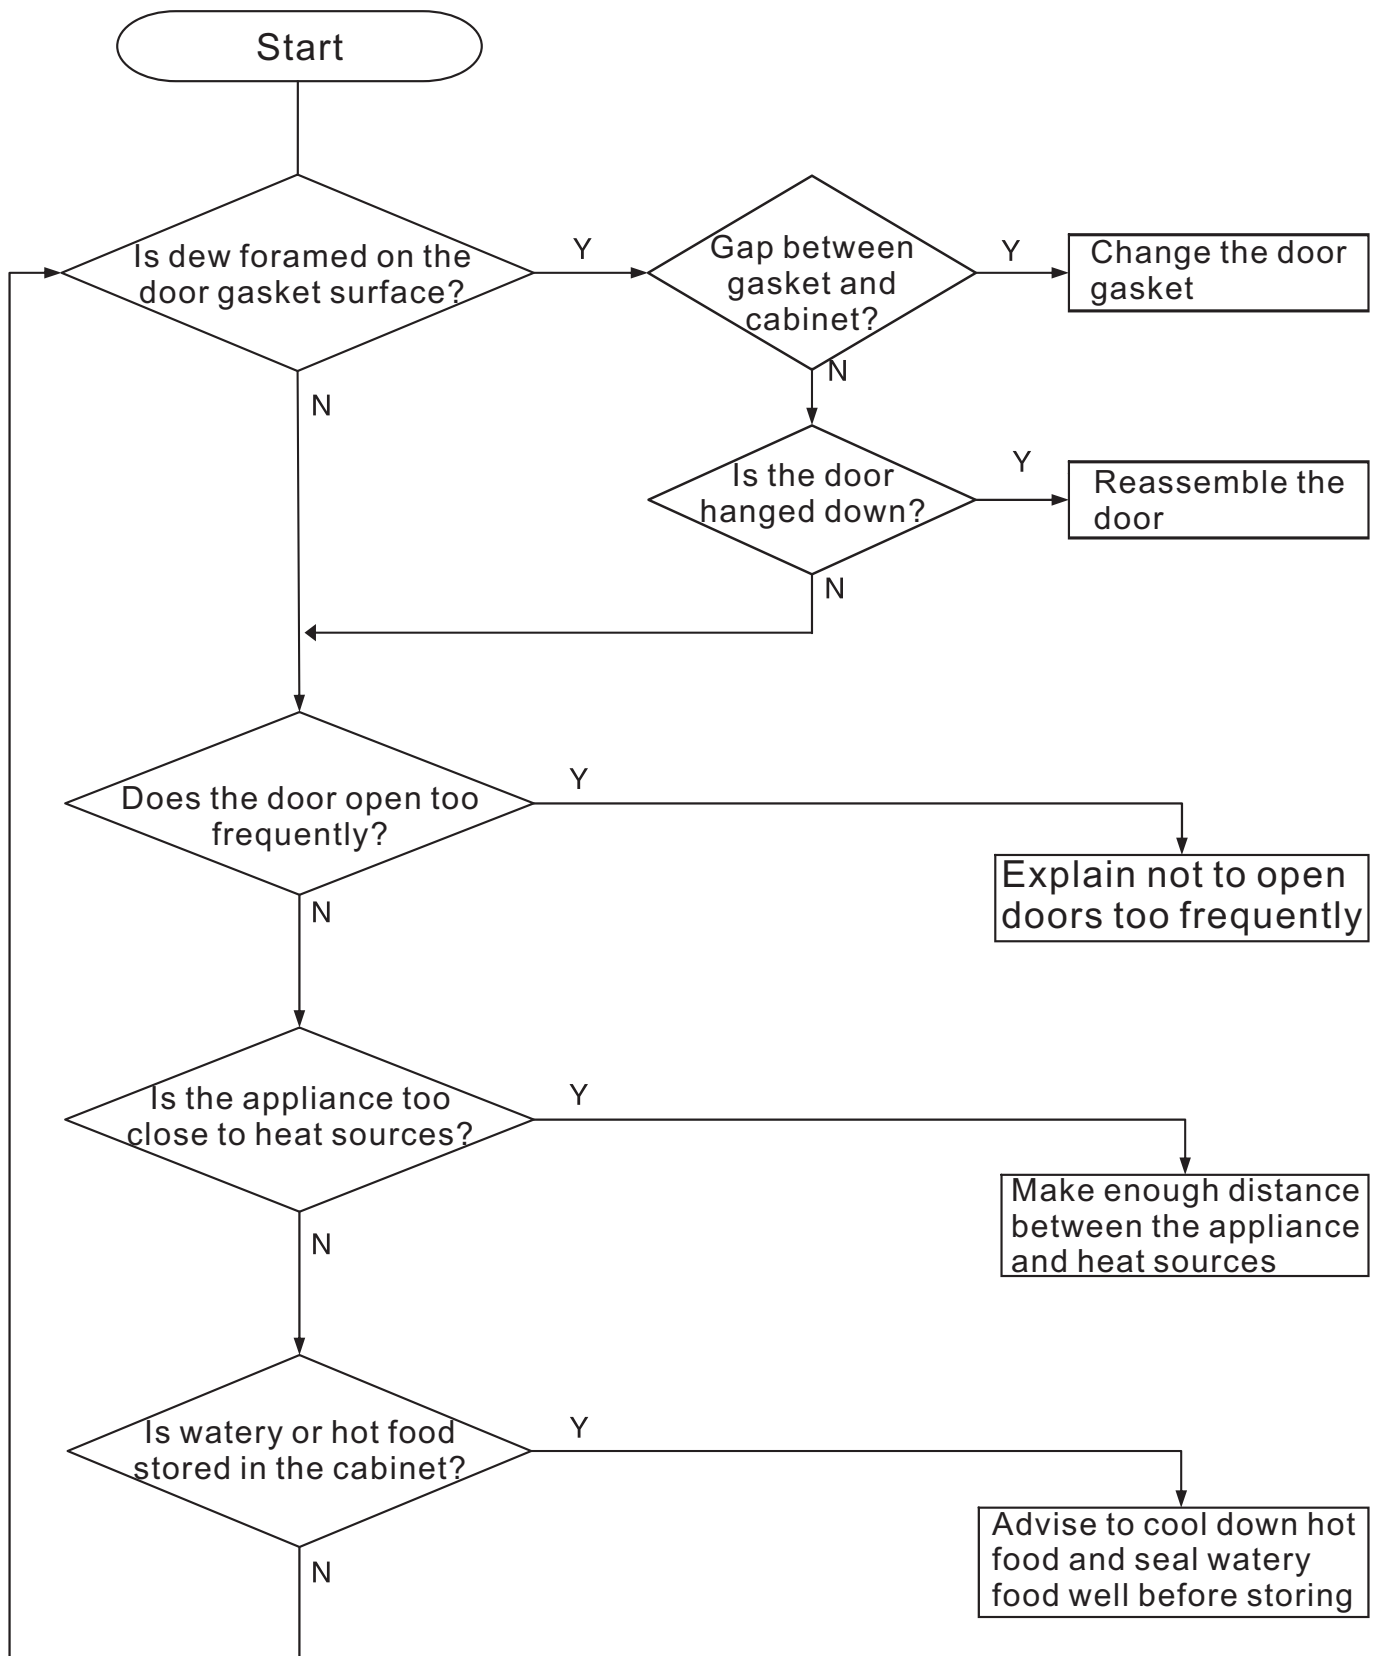 Start
Is dew foramed on the
door gasket surface?
Y
Gap between
gasket and
cabinet?
Y
Change the door
gasket
N
N
Is the door
hanged down?
Y
Reassemble the
door
N
Does the door open too
frequently?
Y
Explain not to open
doors too frequently
N
Is the appliance too
close to heat sources?
Y
Make enough distance
between the appliance
and heat sources
N
Is watery or hot food
stored in the cabinet?
Y
Advise to cool down hot
food and seal watery
food well before storing
N